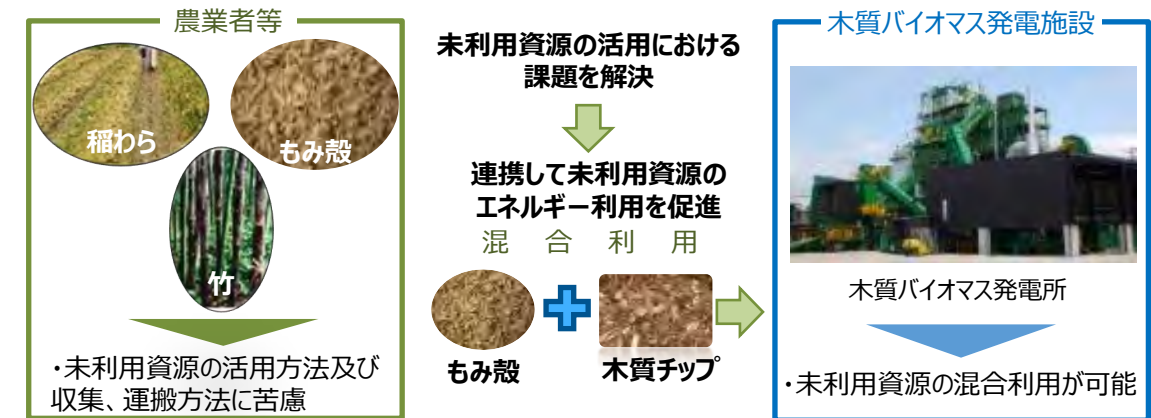 農業者等
稲わら
もみ殻
竹
・未利用資源の活用方法及び
収集、運搬方法に苦慮
未利用資源の活用における
課題を解決
連携して未利用資源の
エネルギー利用を促進
混合利用
もみ殻
木質チップ
木質バイオマス発電施設
木質バイオマス発電所
・未利用資源の混合利用が可能